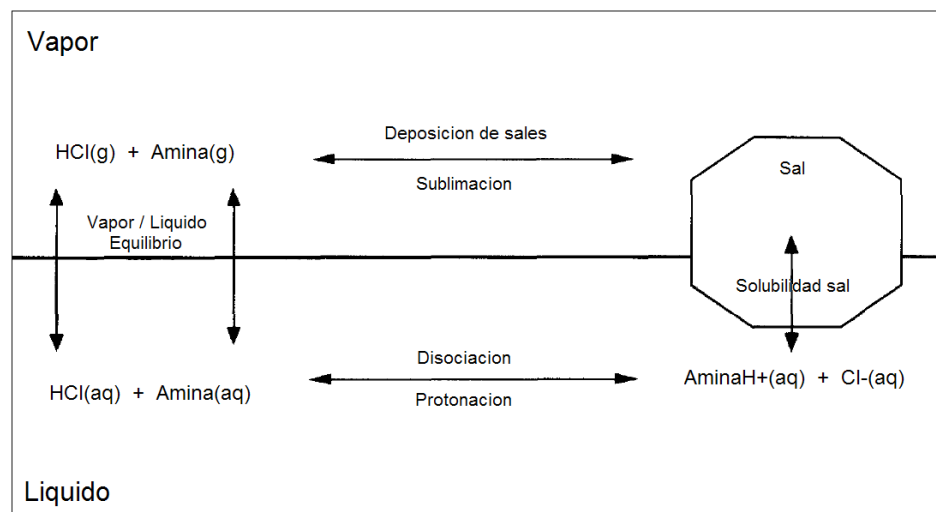 Vapor
HCl(g) + Amina(g)
Deposicion de sales
Sublimacion
Sal
Vapor / Liquido
Equilibrio
Solubilidad sal
HCl(aq) + Amina(aq)
Disociacion
Protonacion
AminaH+(aq) + Cl-(aq)
Liquido